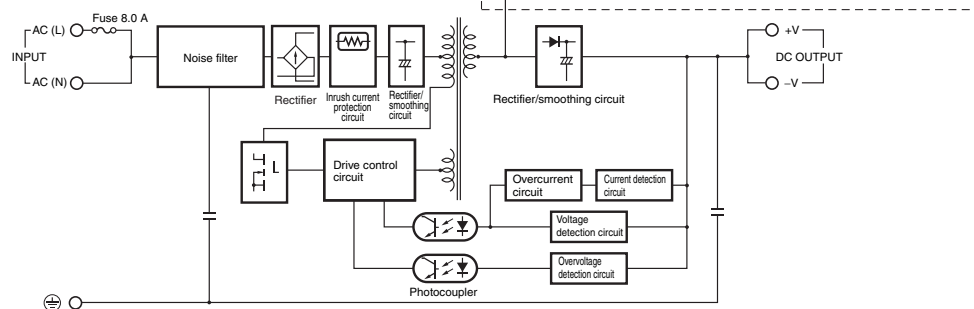 Fuse 8.0 A
AC (L)
INPUT
AC (N)
Noise filter
Rectifier
Inrush current
protection
circuit
Rectifier/
smoothing
circuit
Rectifier/smoothing circuit
+V
DC OUTPUT
–V
Drive control
circuit
Overcurrent
circuit
Current detection
circuit
Voltage
detection circuit
Overvoltage
detection circuit
Photocoupler